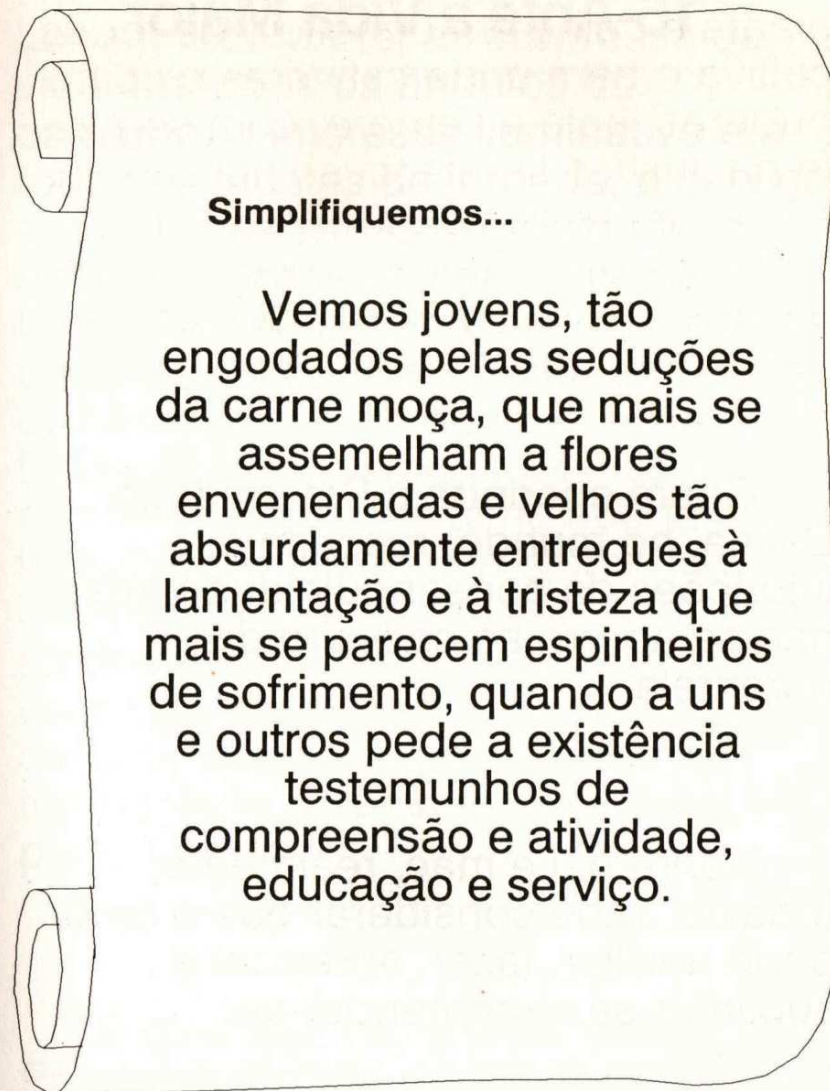 Simplifiquemos...
Vemos jovens, tão
engodados pelas seduções
da carne moça, que mais se
assemelham a flores
envenenadas e velhos tão
absurdamente entregues à
lamentação e à tristeza que
mais se parecem espinheiros
de sofrimento, quando a uns
e outros pede a existência
testemunhos de
compreensão e atividade,
educação e serviço.